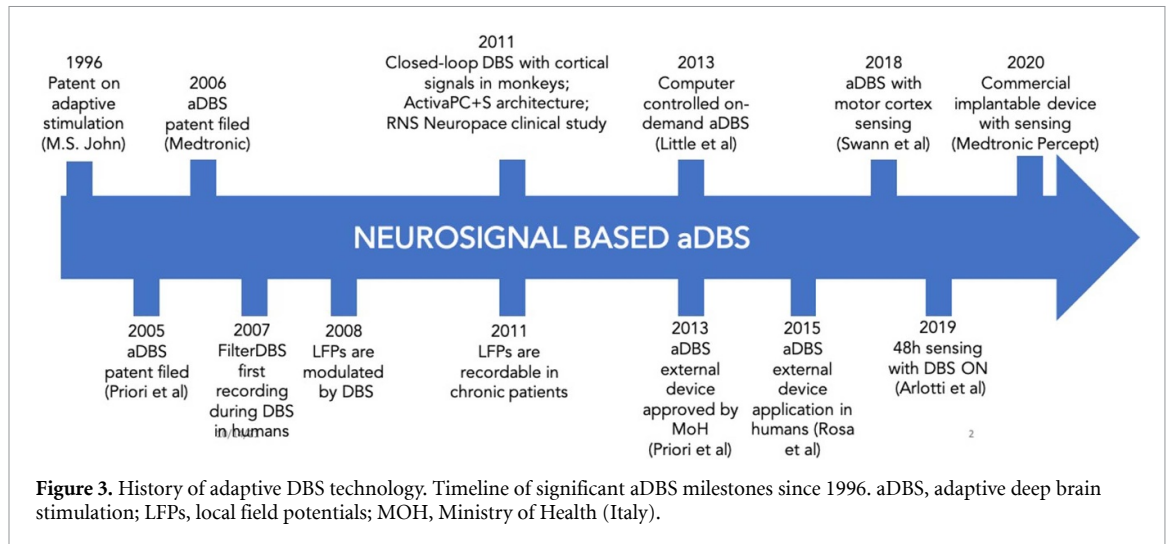 1996
Patent on
adaptive
stimulation
(M.S. John)
2006
aDBS
patent filed
(Medtronic)
2011
Closed-loop DBS with cortical
signals in monkeys;
ActivaPC+S architecture;
RNS Neuropace clinical study
2013
Computer
controlled on-
demand aDBS
(Little et al)
2018
aDBS with
motor cortex
sensing
(Swann et al)
2020
Commercial
implantable device
with sensing
(Medtronic Percept)
NEUROSIGNAL BASED aDBS
2005
aDBS
patent filed
(Priori et al)
2007
FilterDBS
first
recording
during DBS
in humans
2008
LFPs are
modulated
by DBS
2011
LFPs are
recordable in
chronic patients
2013
aDBS
external
device
approved by
MoH
(Priori et al)
2015
aDBS
external
device
application in
humans (Rosa
et al)
2019
48h sensing
with DBS ON
(Arlotti et al)
2
Figure 3. History of adaptive DBS technology. Timeline of significant aDBS milestones since 1996. aDBS, adaptive deep brain
stimulation; LFPs, local field potentials; MOH, Ministry of Health (Italy).